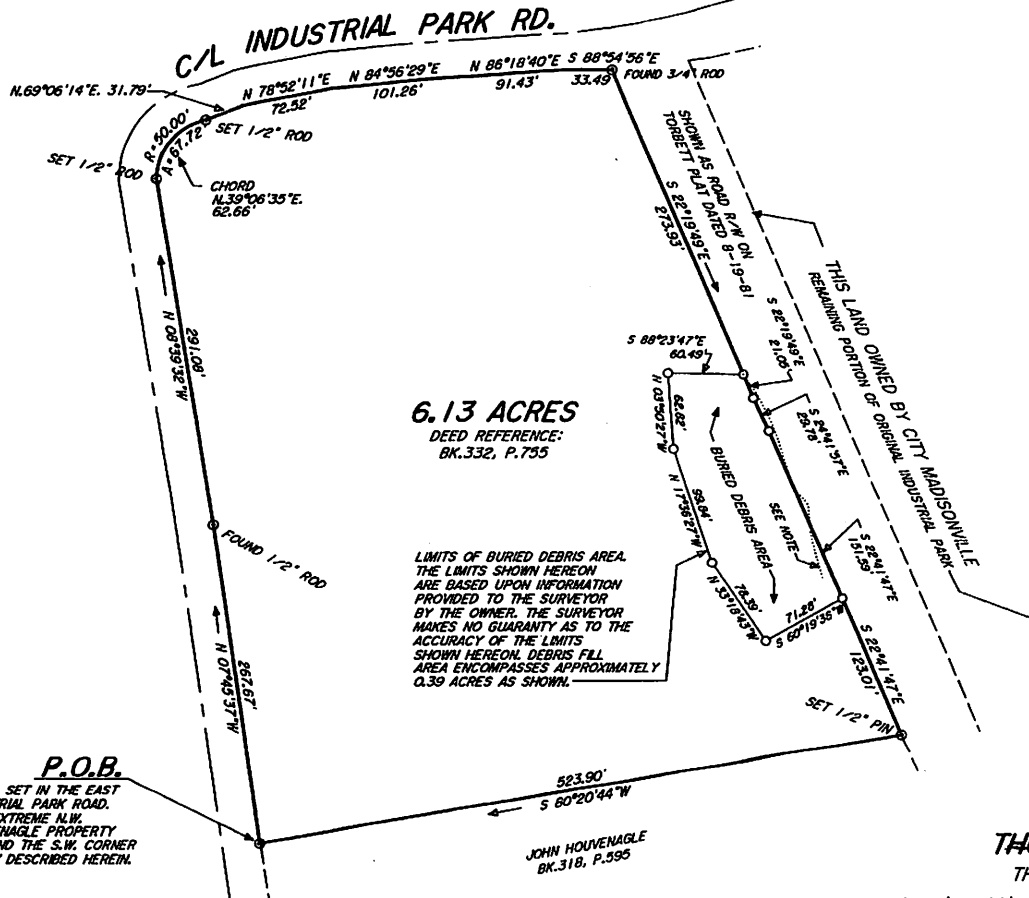 C/L INDUSTRIAL PARK RD.
N.69°06'14"E. 31.79'
N 78°52'11"E
72.52'
N 84°56'29"E
101.26'
N 86°18'40"E
91.43'
S 88°54'56"E
33.49'
FOUND 3/4" ROD
SET 1/2" ROD
R=50.00'
A=67.72'
SET 1/2" ROD
CHORD
N.39°06'35"E.
62.66'
SHOWN AS ROAD R/W ON
TORBETT PLAT DATED 8-19-81
S 22°19'49"E
273.93'
THIS LAND OWNED BY CITY MADISONVILLE
REMAINING PORTION OF ORIGINAL INDUSTRIAL PARK
S 22°19'49"E
21.05'
S 88°23'47"E
60.49'
S 24°41'57"E
29.78'
N 03°50'27"W
62.82'
6.13 ACRES
DEED REFERENCE:
BK.332, P.755
291.08'
N 08°39'32"W
BURIED DEBRIS AREA
SEE NOTE
99.84'
N 17°56'27"W
S 22°41'47"E
151.59'
FOUND 1/2" ROD
LIMITS OF BURIED DEBRIS AREA.
THE LIMITS SHOWN HEREON
ARE BASED UPON INFORMATION
PROVIDED TO THE SURVEYOR
BY THE OWNER. THE SURVEYOR
MAKES NO GUARANTY AS TO THE
ACCURACY OF THE LIMITS
SHOWN HEREON. DEBRIS FILL
AREA ENCOMPASSES APPROXIMATELY
0.39 ACRES AS SHOWN.
78.39'
N 33°18'43"W
71.28'
S 60°19'36"W
S 22°41'47"E
123.01'
267.67'
N 07°45'37"W
SET 1/2" PIN
P.O.B.
SET IN THE EAST
RIAL PARK ROAD.
XTREME N.W.
NAGLE PROPERTY
ND THE S.W. CORNER
DESCRIBED HEREIN.
523.90'
S 80°20'44"W
JOHN HOUVENAGLE
BK.318, P.595
TH